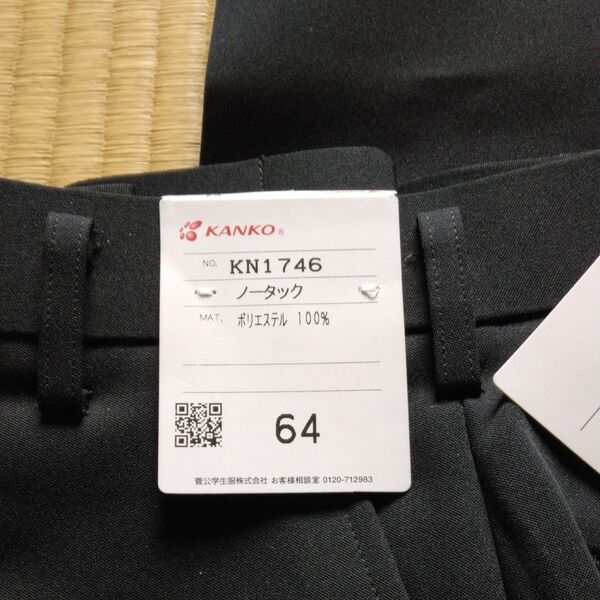 KANKO®
NO. KN1746
ノータック
MAT. ポリエステル 100%
64
菅公学生服株式会社 お客様相談室 0120-712983